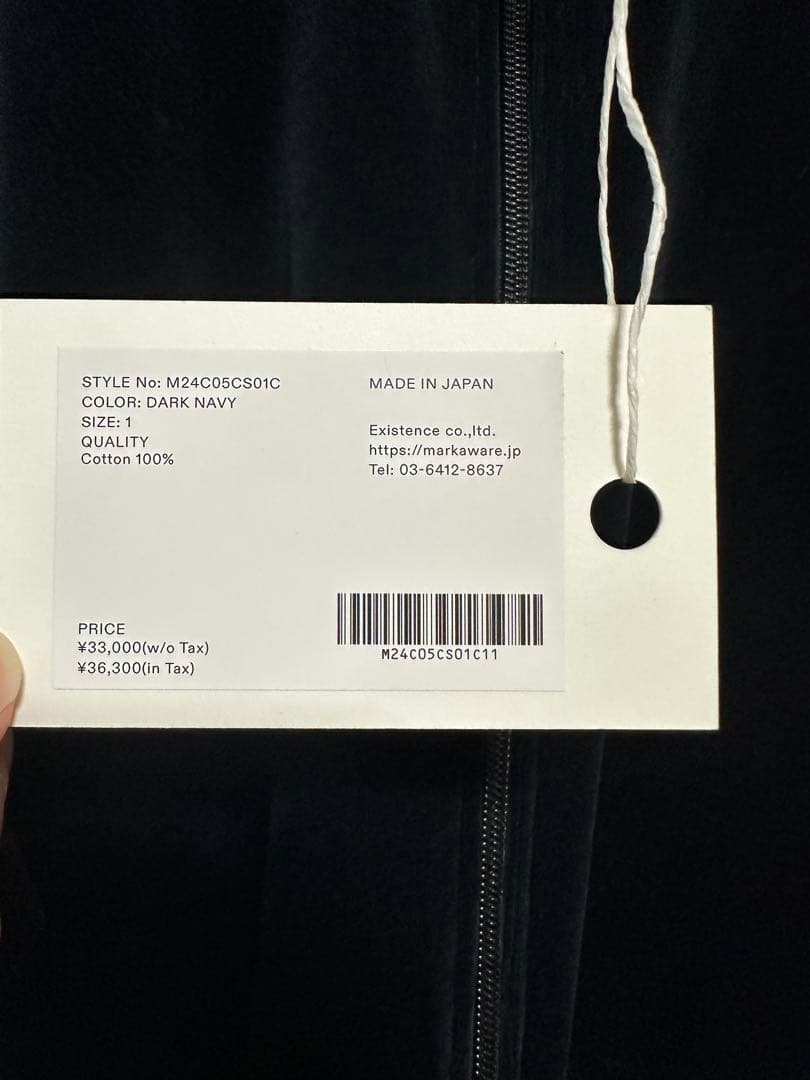 STYLE No: M24C05CS01C
COLOR: DARK NAVY
SIZE: 1
QUALITY
Cotton 100%
MADE IN JAPAN
Existence co.,ltd.
https://markaware.jp
Tel: 03-6412-8637
PRICE
¥33,000(w/o Tax)
¥36,300(in Tax)
M24C05CS01C11